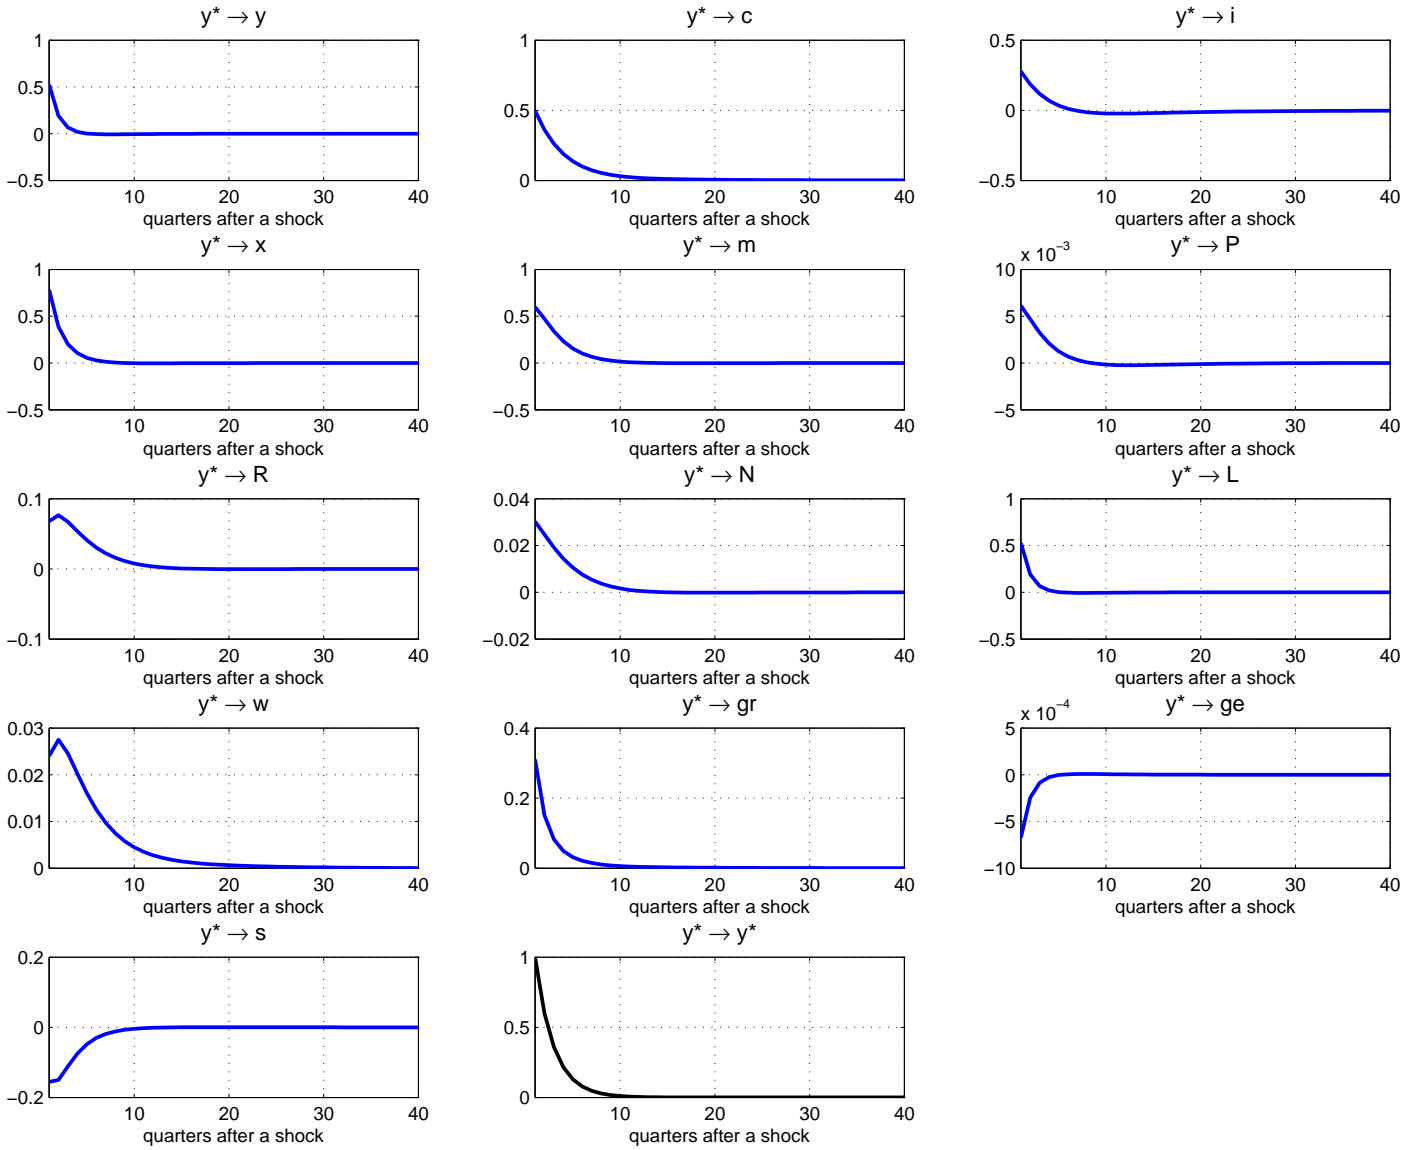 y* → y
1
0.5
0
−0.5
10 20 30 40
quarters after a shock
y* → c
1
0.5
0
10 20 30 40
quarters after a shock
y* → i
0.5
0
−0.5
10 20 30 40
quarters after a shock
y* → x
1
0.5
0
−0.5
10 20 30 40
quarters after a shock
y* → m
1
0.5
0
−0.5
10 20 30 40
quarters after a shock
y* → P
x 10⁻³
10
5
0
−5
10 20 30 40
quarters after a shock
y* → R
0.1
0
−0.1
10 20 30 40
quarters after a shock
y* → N
0.04
0.02
0
−0.02
10 20 30 40
quarters after a shock
y* → L
1
0.5
0
−0.5
10 20 30 40
quarters after a shock
y* → w
0.03
0.02
0.01
0
10 20 30 40
quarters after a shock
y* → gr
0.4
0.2
0
10 20 30 40
quarters after a shock
y* → ge
x 10⁻⁴
5
0
−5
−10
10 20 30 40
quarters after a shock
y* → s
0.2
0
−0.2
10 20 30 40
quarters after a shock
y* → y*
1
0.5
0
10 20 30 40
quarters after a shock